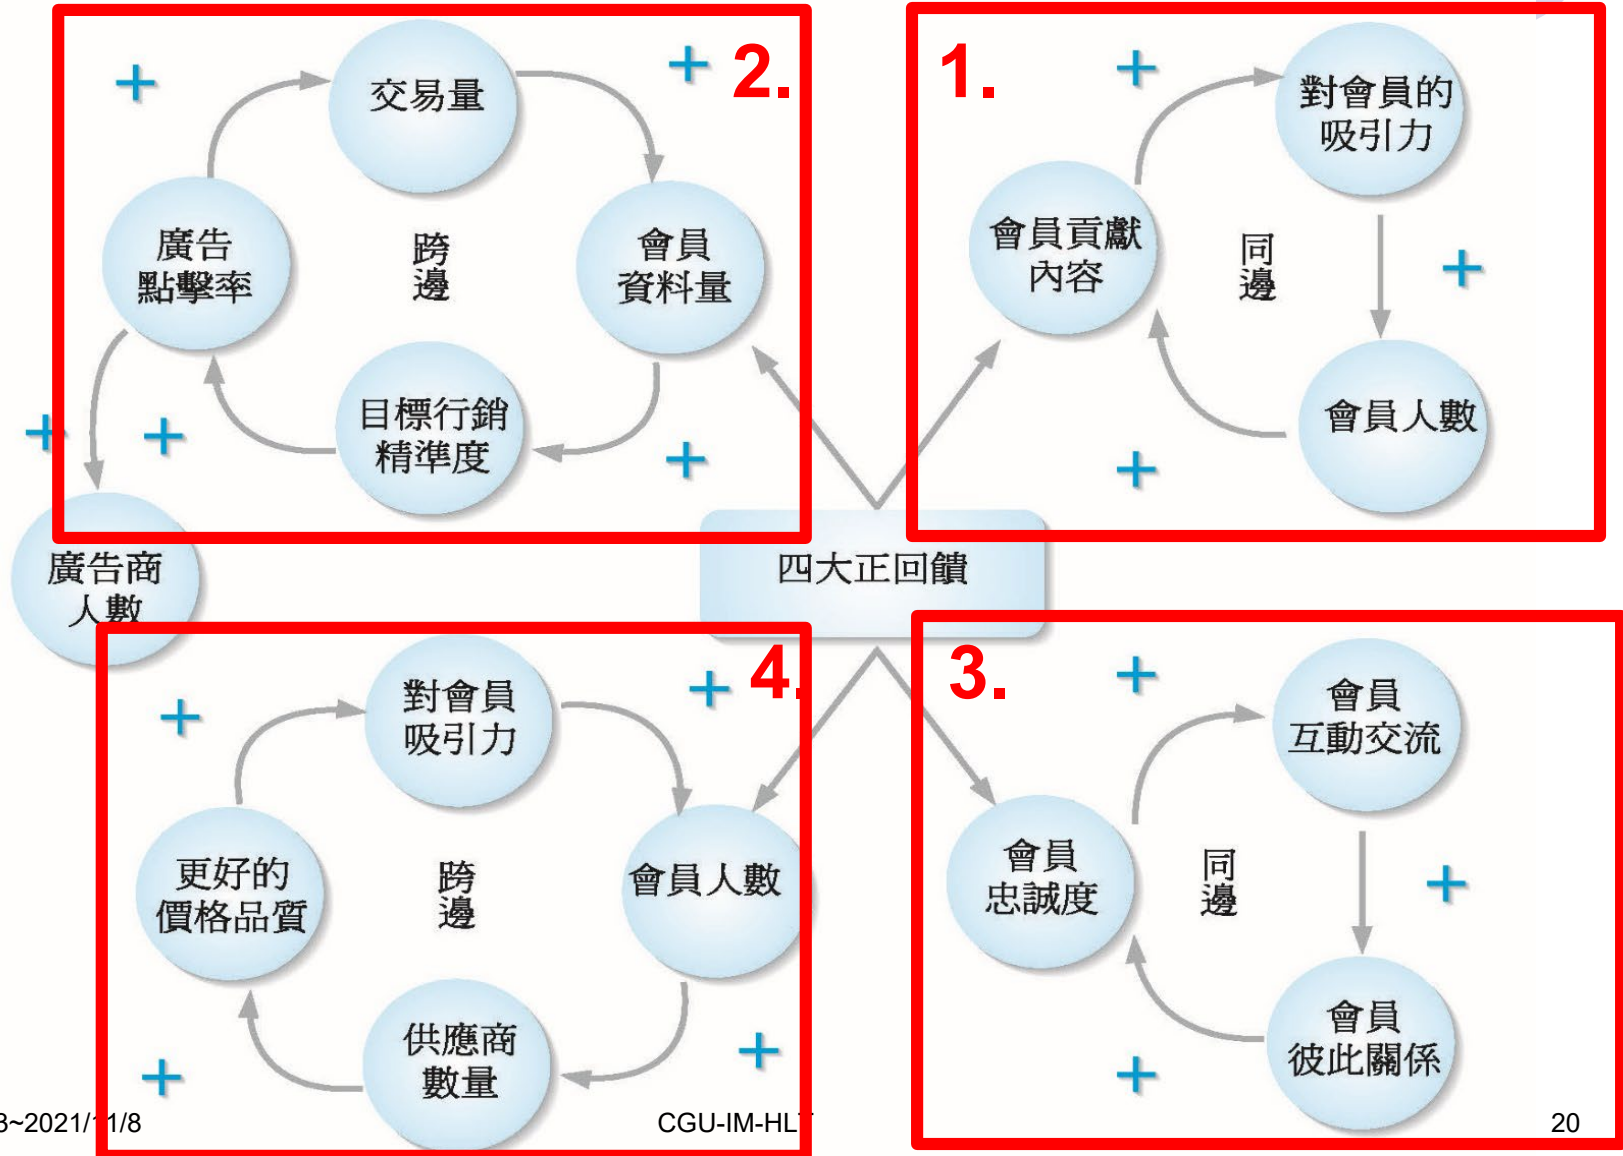 2.
交易量
廣告
點擊率
跨
邊
會員
資料量
目標行銷
精準度
廣告商
人數
1.
對會員的
吸引力
會員貢獻
內容
同
邊
會員人數
四大正回饋
4.
對會員
吸引力
更好的
價格品質
跨
邊
會員人數
供應商
數量
3.
會員
互動交流
會員
忠誠度
同
邊
會員
彼此關係
3~2021/11/8
CGU-IM-HLT
20